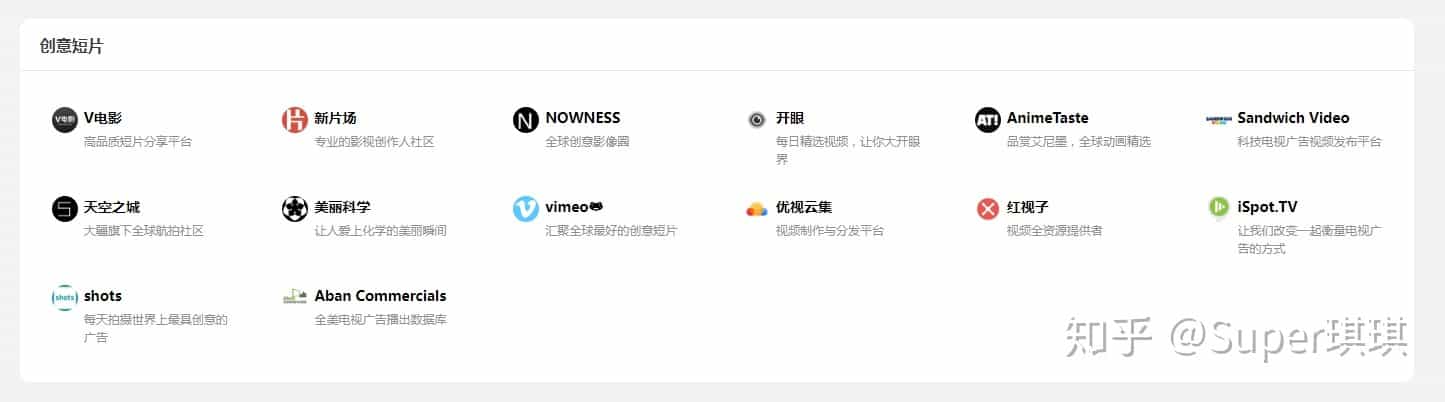 创意短片
V电影
高品质短片分享平台
新片场
专业的影视创作人社区
NOWNESS
全球创意影像圈
开眼
每日精选视频，让你大开眼
界
AnimeTaste
品赏艾尼墨，全球动画精选
Sandwich Video
科技电视广告视频发布平台
天空之城
大疆旗下全球航拍社区
美丽科学
让人爱上化学的美丽瞬间
vimeo
汇聚全球最好的创意短片
优视云集
视频制作与分发平台
红视子
视频全资源提供者
iSpot.TV
让我们改变一起衡量电视广
告的方式
shots
每天拍摄世界上最具创意的
广告
Aban Commercials
全美电视广告播出数据库
知乎 @Super琪琪